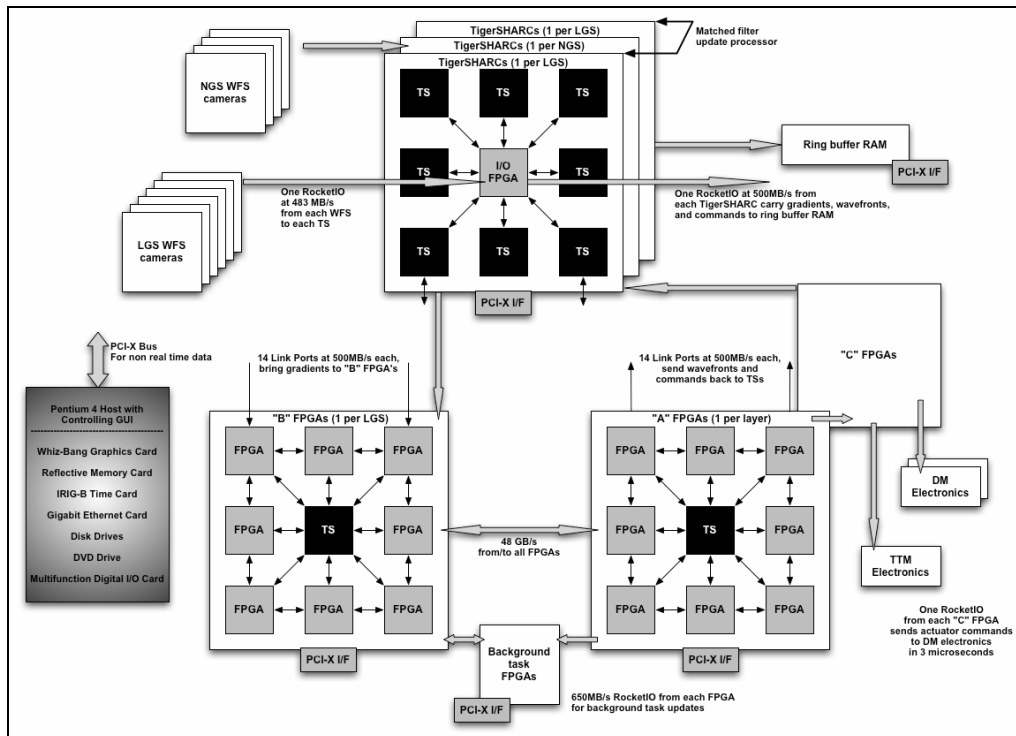 TigerSHARCs (1 per LGS)
TigerSHARCs (1 per NGS)
TigerSHARCs (1 per LGS)
Matched filter
update processor
NGS WFS
cameras
TS
TS
TS
TS
I/O
FPGA
TS
TS
TS
TS
Ring buffer RAM
PCI-X I/F
One RocketIO
at 483 MB/s
from each WFS
to each TS
One RocketIO at 500MB/s from
each TigerSHARC carry gradients, wavefronts,
and commands to ring buffer RAM
LGS WFS
cameras
PCI-X I/F
PCI-X Bus
For non real time data
14 Link Ports at 500MB/s each,
bring gradients to "B" FPGA's
14 Link Ports at 500MB/s each,
send wavefronts and
commands back to TSs
"C" FPGAs
Pentium 4 Host with
Controlling GUI
Whiz-Bang Graphics Card
Reflective Memory Card
IRIG-B Time Card
Gigabit Ethernet Card
Disk Drives
DVD Drive
Multifunction Digital I/O Card
"B" FPGAs (1 per LGS)
FPGA
FPGA
FPGA
FPGA
TS
FPGA
FPGA
FPGA
FPGA
PCI-X I/F
48 GB/s
from/to all FPGAs
"A" FPGAs (1 per layer)
FPGA
FPGA
FPGA
FPGA
TS
FPGA
FPGA
FPGA
FPGA
PCI-X I/F
DM
Electronics
TTM
Electronics
One RocketIO
from each "C" FPGA
sends actuator commands
to DM electronics
in 3 microseconds
Background
task
FPGAs
PCI-X I/F
650MB/s RocketIO from each FPGA
for background task updates